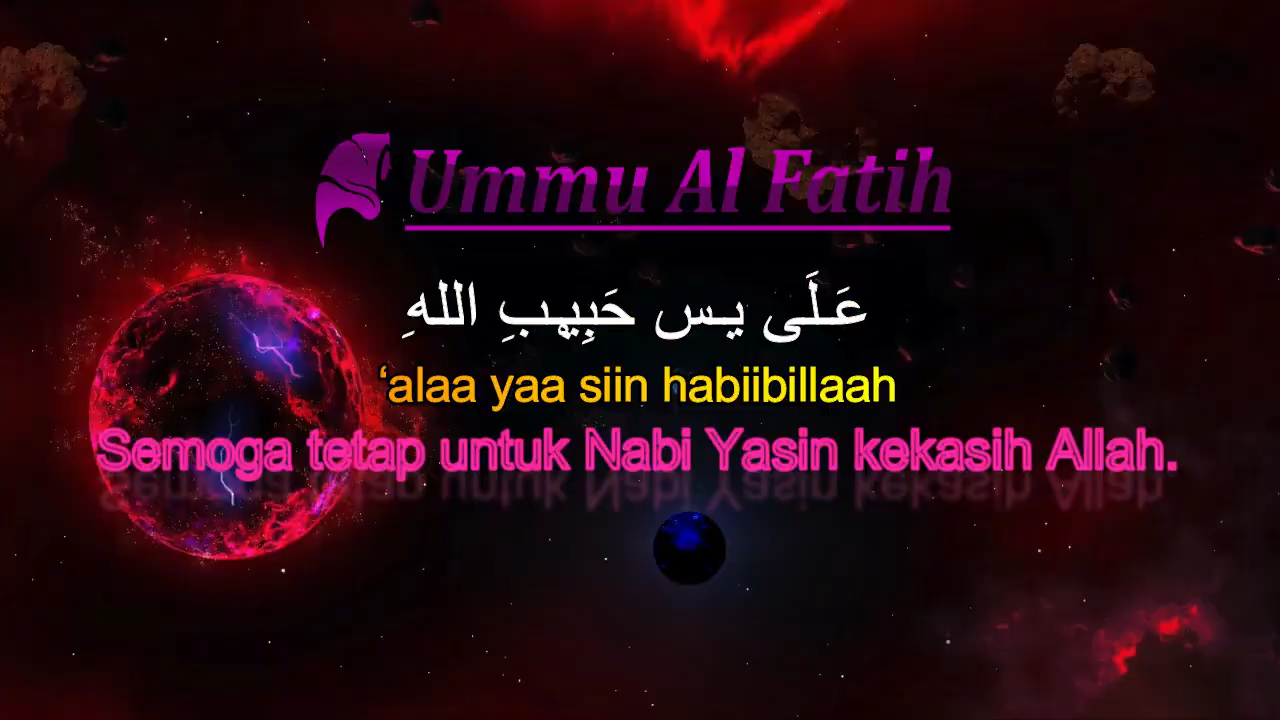 Ummu Al Fatih
عَلَى يس حَبِيبِ اللهِ
‘alaa yaa siin habiibillaah
Semoga tetap untuk Nabi Yasin kekasih Allah.